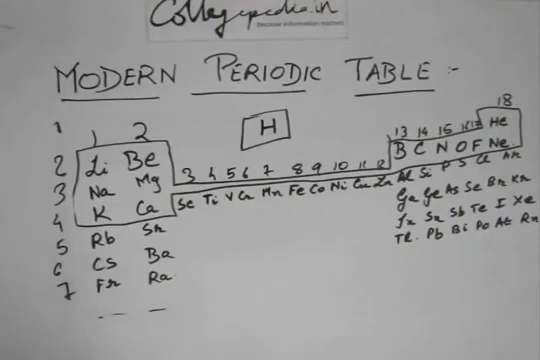 Collegepedia.in
because information matters
MODERN PERIODIC TABLE :-
18
1 1 2 H 13 14 15 16 17 He
2 Li Be 3 4 5 6 7 8 9 10 11 12 B C N O F Ne
3 Na Mg Al Si P S Cl Ar
4 K Ca Sc Ti V Cr Mn Fe Co Ni Cu Zn Ga Ge As Se Br Kr
5 Rb Sr In Sn Sb Te I Xe
6 Cs Ba Tl Pb Bi Po At Rn
7 Fr Ra